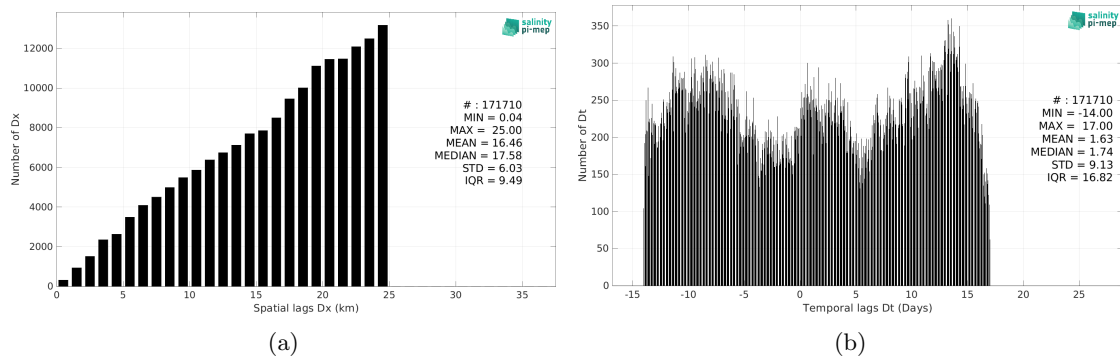 salinity
pi-mep
12000
10000
8000
6000
4000
2000
0
Number of Dx
# : 171710
MIN = 0.04
MAX = 25.00
MEAN = 16.46
MEDIAN = 17.58
STD = 6.03
IQR = 9.49
0 5 10 15 20 25 30 35
Spatial lags Dx (km)
(a)
salinity
pi-mep
350
300
250
200
150
100
50
0
Number of Dt
# : 171710
MIN = -14.00
MAX = 17.00
MEAN = 1.63
MEDIAN = 1.74
STD = 9.13
IQR = 16.82
-15 -10 -5 0 5 10 15 20 25
Temporal lags Dt (Days)
(b)